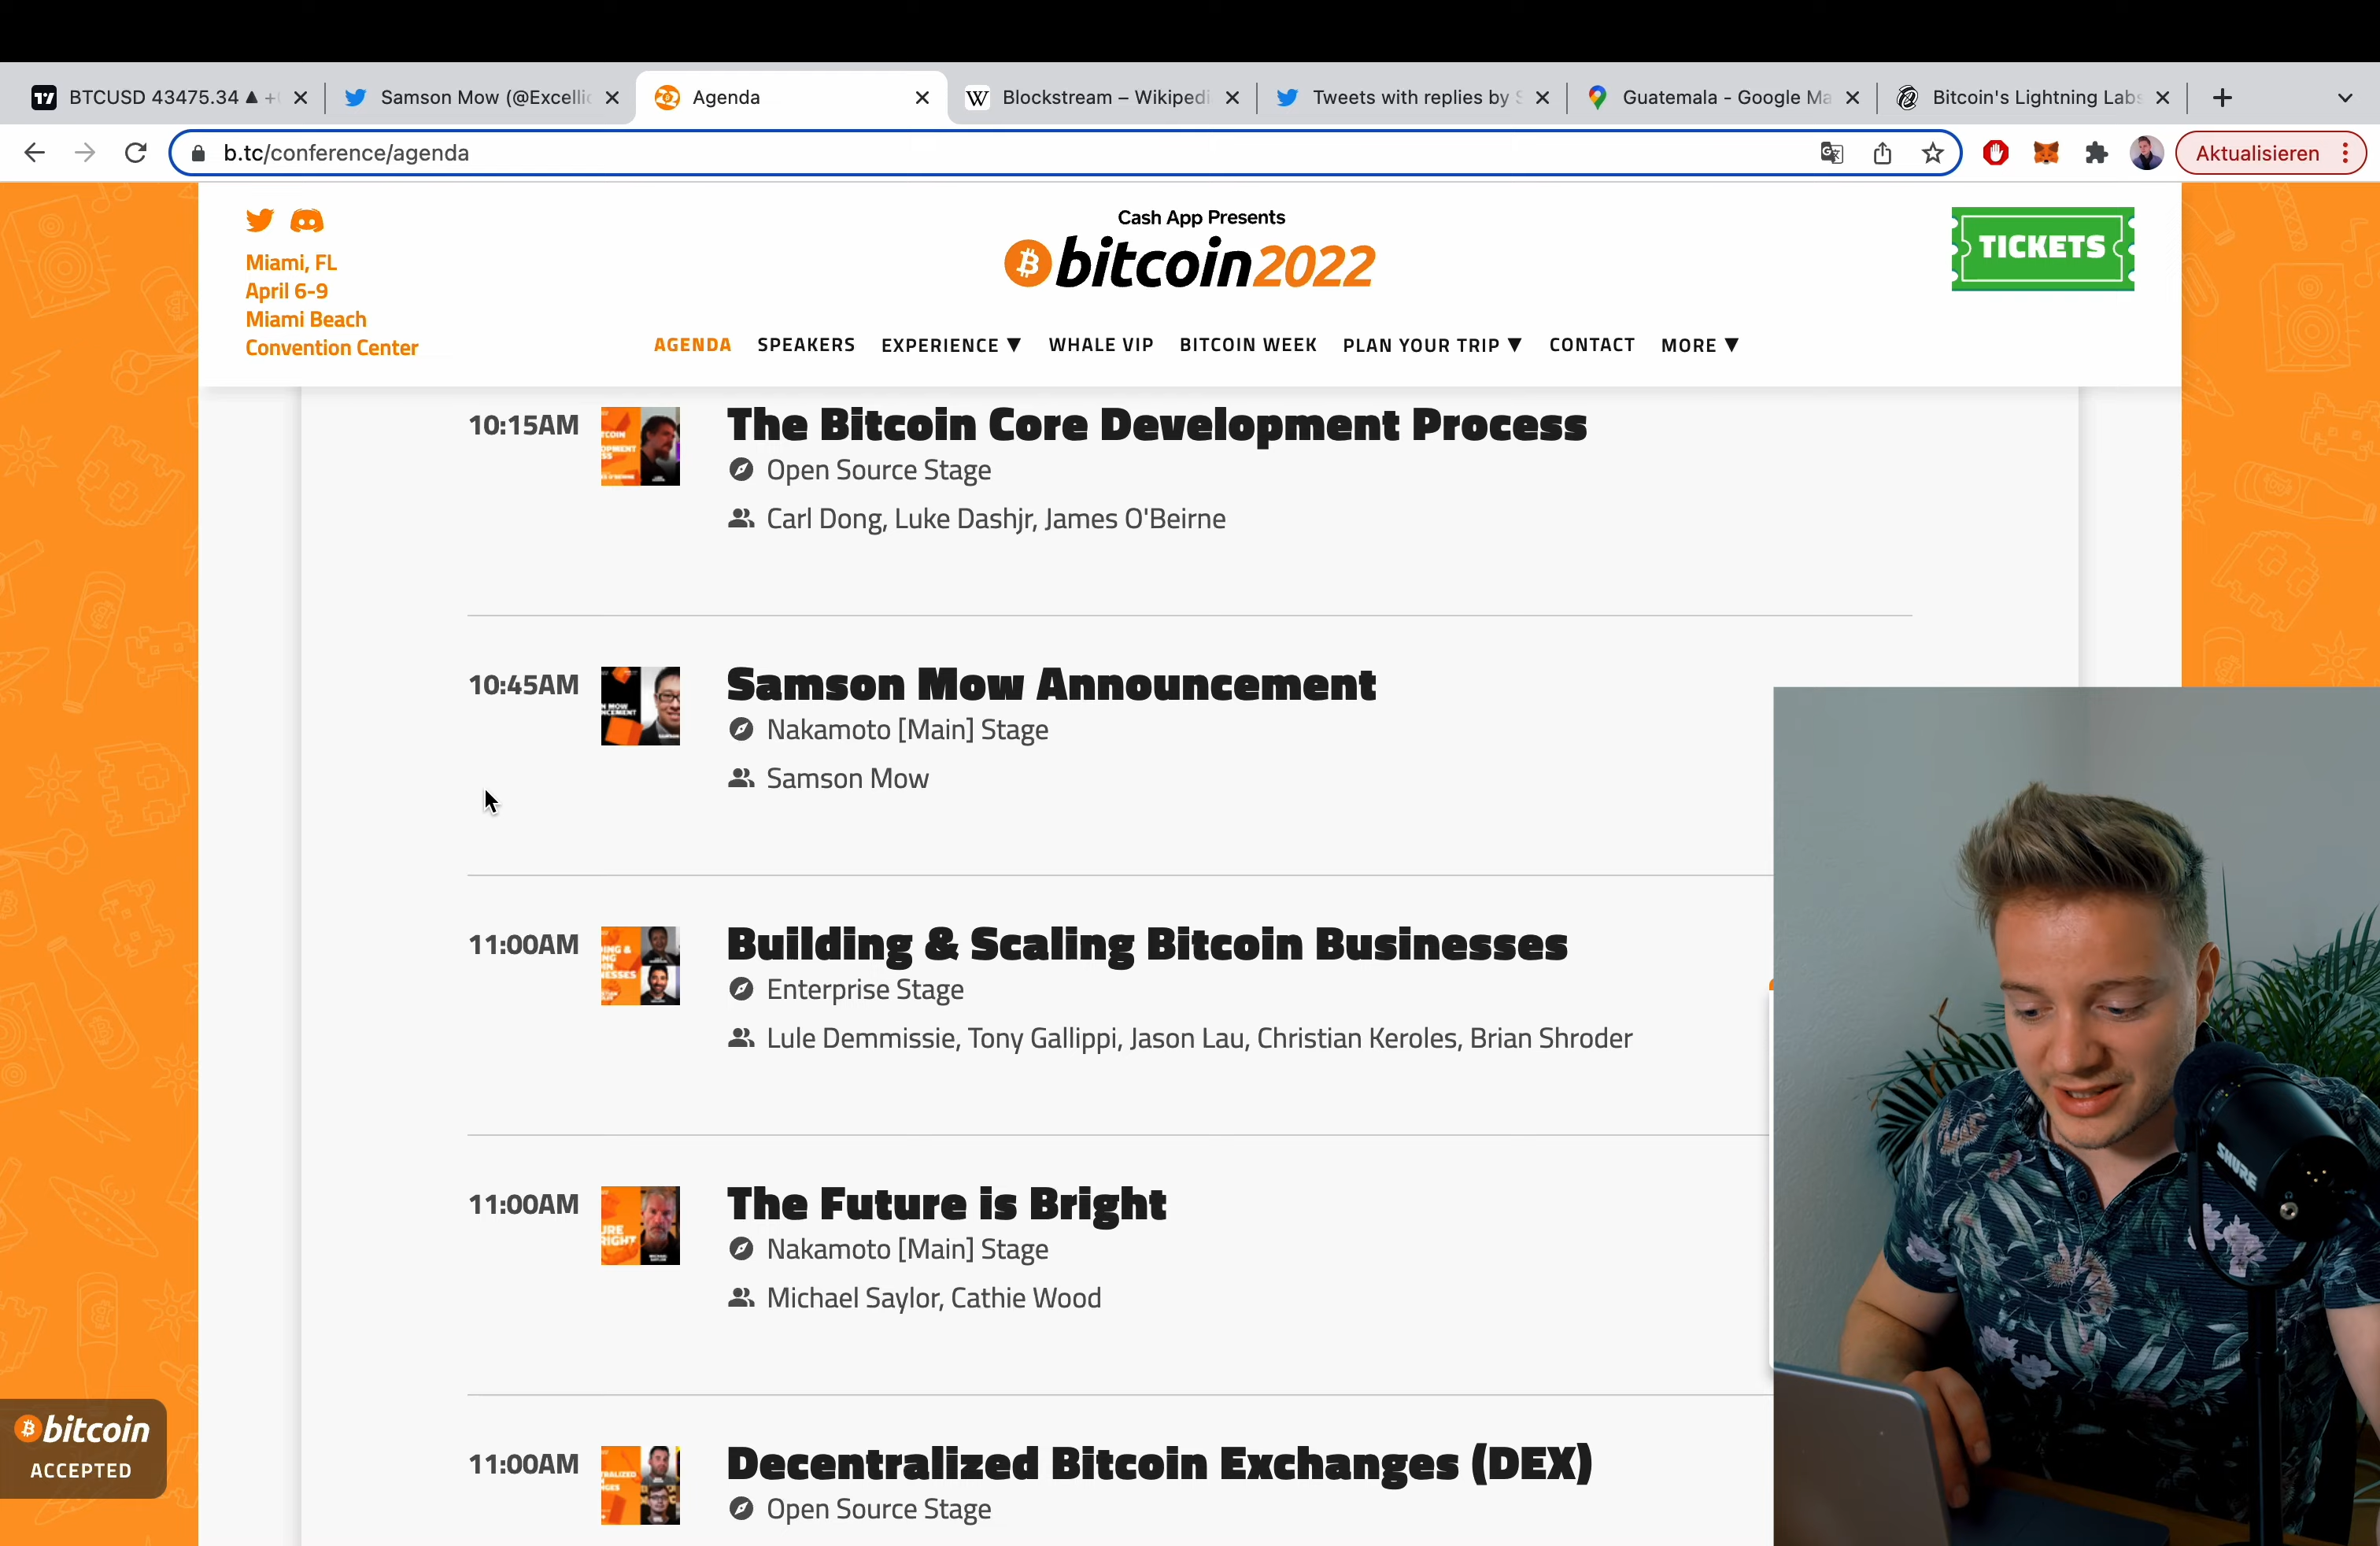 BTCUSD 43475.34 ▲
Samson Mow (@Excellic
Agenda
Blockstream – Wikipedi
Tweets with replies by
Guatemala - Google Ma
Bitcoin's Lightning Labs
b.tc/conference/agenda
Aktualisieren
Miami, FL
April 6-9
Miami Beach
Convention Center
Cash App Presents
bitcoin2022
TICKETS
AGENDA SPEAKERS EXPERIENCE ▼ WHALE VIP BITCOIN WEEK PLAN YOUR TRIP ▼ CONTACT MORE ▼
10:15AM
The Bitcoin Core Development Process
Open Source Stage
Carl Dong, Luke Dashjr, James O'Beirne
10:45AM
Samson Mow Announcement
Nakamoto [Main] Stage
Samson Mow
11:00AM
Building & Scaling Bitcoin Businesses
Enterprise Stage
Lule Demmissie, Tony Gallippi, Jason Lau, Christian Keroles, Brian Shroder
11:00AM
The Future is Bright
Nakamoto [Main] Stage
Michael Saylor, Cathie Wood
11:00AM
Decentralized Bitcoin Exchanges (DEX)
Open Source Stage
bitcoin
ACCEPTED
SHURE